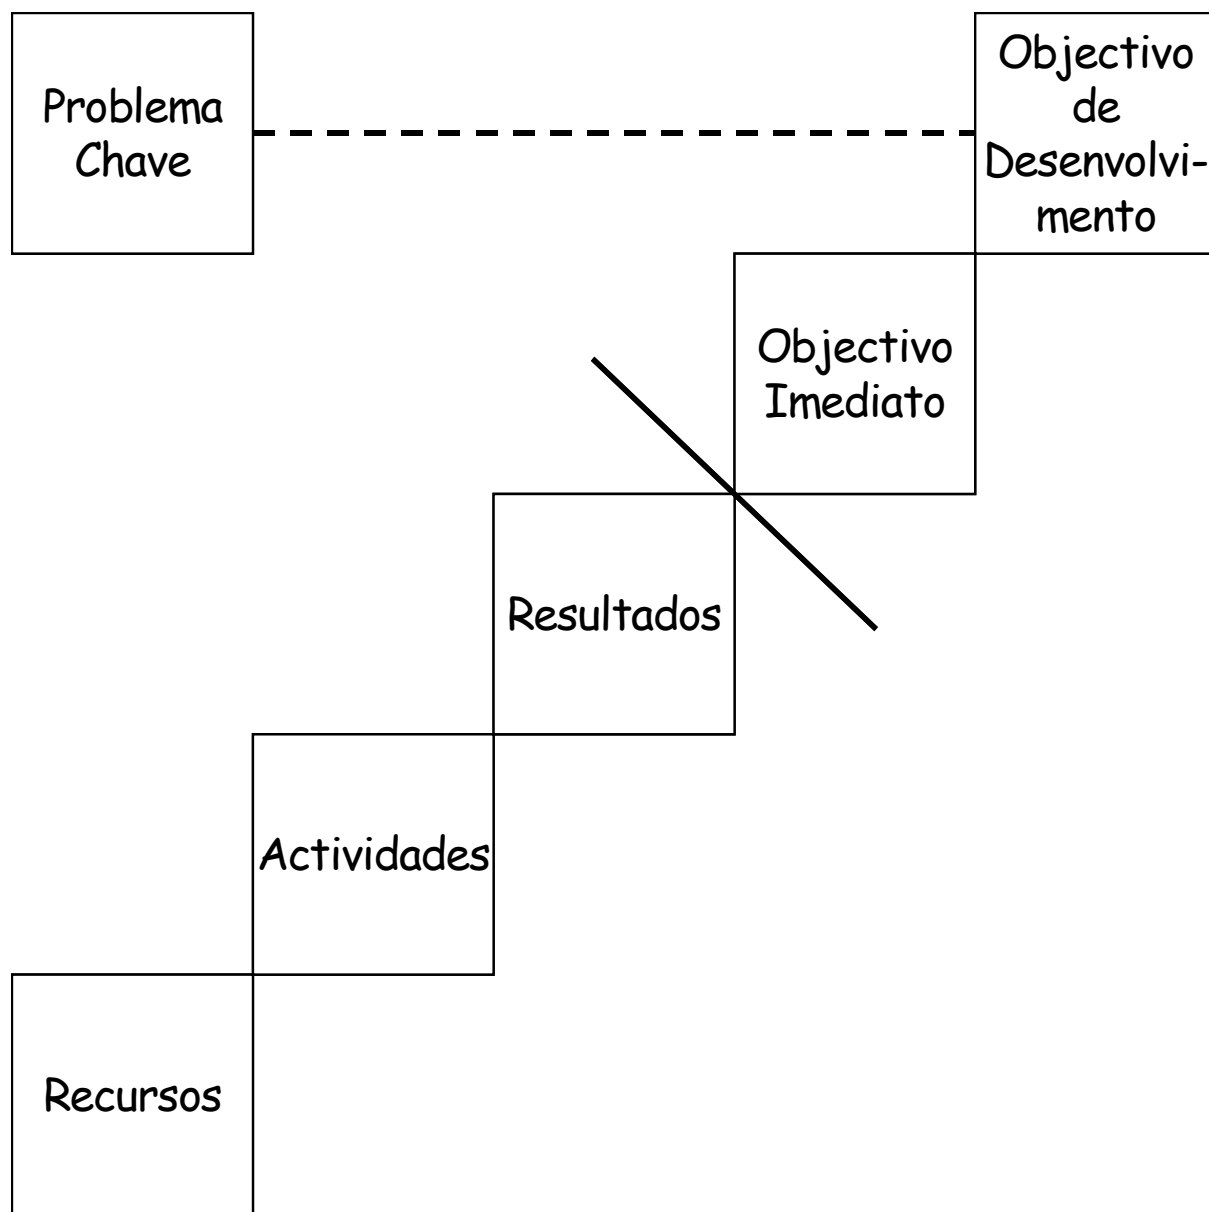 Problema
Chave
Objectivo
de
Desenvolvi-
mento
Objectivo
Imediato
Resultados
Actividades
Recursos